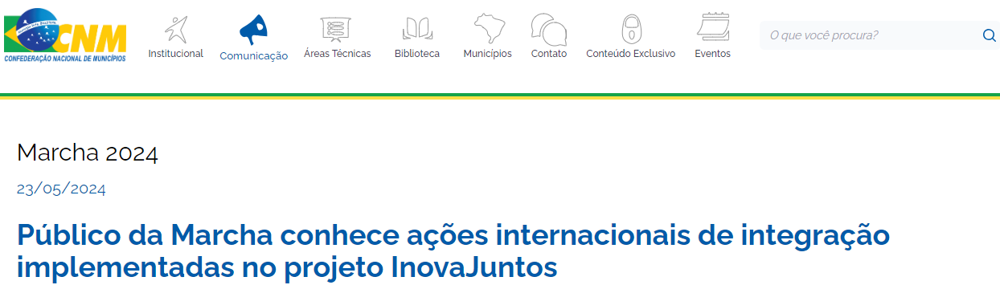 CNM
CONFEDERAÇÃO NACIONAL DE MUNICÍPIOS
Institucional
Comunicação
Áreas Técnicas
Biblioteca
Municípios
Contato
Conteúdo Exclusivo
Eventos
O que você procura?
Marcha 2024
23/05/2024
Público da Marcha conhece ações internacionais de integração
implementadas no projeto InovaJuntos